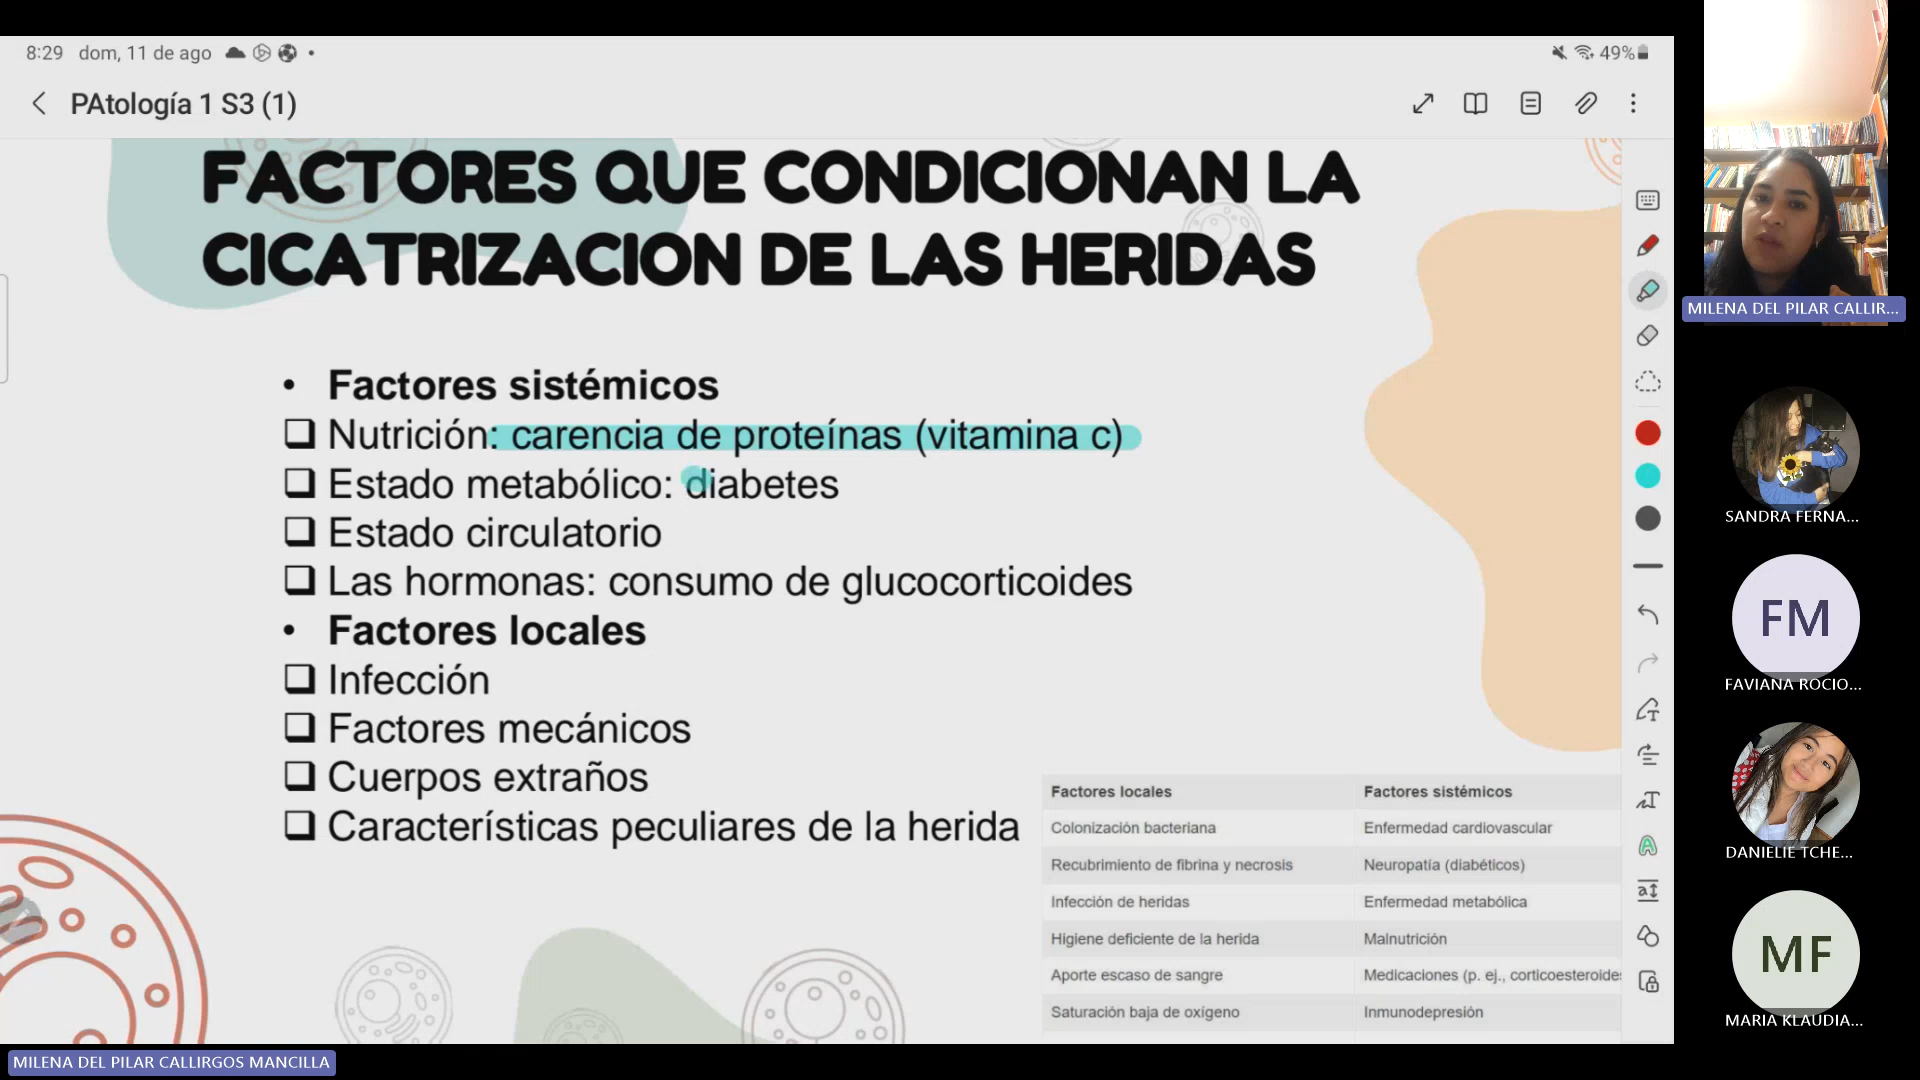 8:29 dom, 11 de ago
49%
PAtología 1 S3 (1)
FACTORES QUE CONDICIONAN LA
CICATRIZACION DE LAS HERIDAS
• Factores sistémicos
❑ Nutrición: carencia de proteínas (vitamina c)
❑ Estado metabólico: diabetes
❑ Estado circulatorio
❑ Las hormonas: consumo de glucocorticoides
• Factores locales
❑ Infección
❑ Factores mecánicos
❑ Cuerpos extraños
❑ Características peculiares de la herida
Factores locales Factores sistémicos
Colonización bacteriana Enfermedad cardiovascular
Recubrimiento de fibrina y necrosis Neuropatía (diabéticos)
Infección de heridas Enfermedad metabólica
Higiene deficiente de la herida Malnutrición
Aporte escaso de sangre Medicaciones (p. ej., corticoesteroides
Saturación baja de oxígeno Inmunodepresión
MILENA DEL PILAR CALLIRGOS MANCILLA
MILENA DEL PILAR CALLIR...
SANDRA FERNA...
FM
FAVIANA ROCIO...
DANIELIE TCHE...
MF
MARIA KLAUDIA...